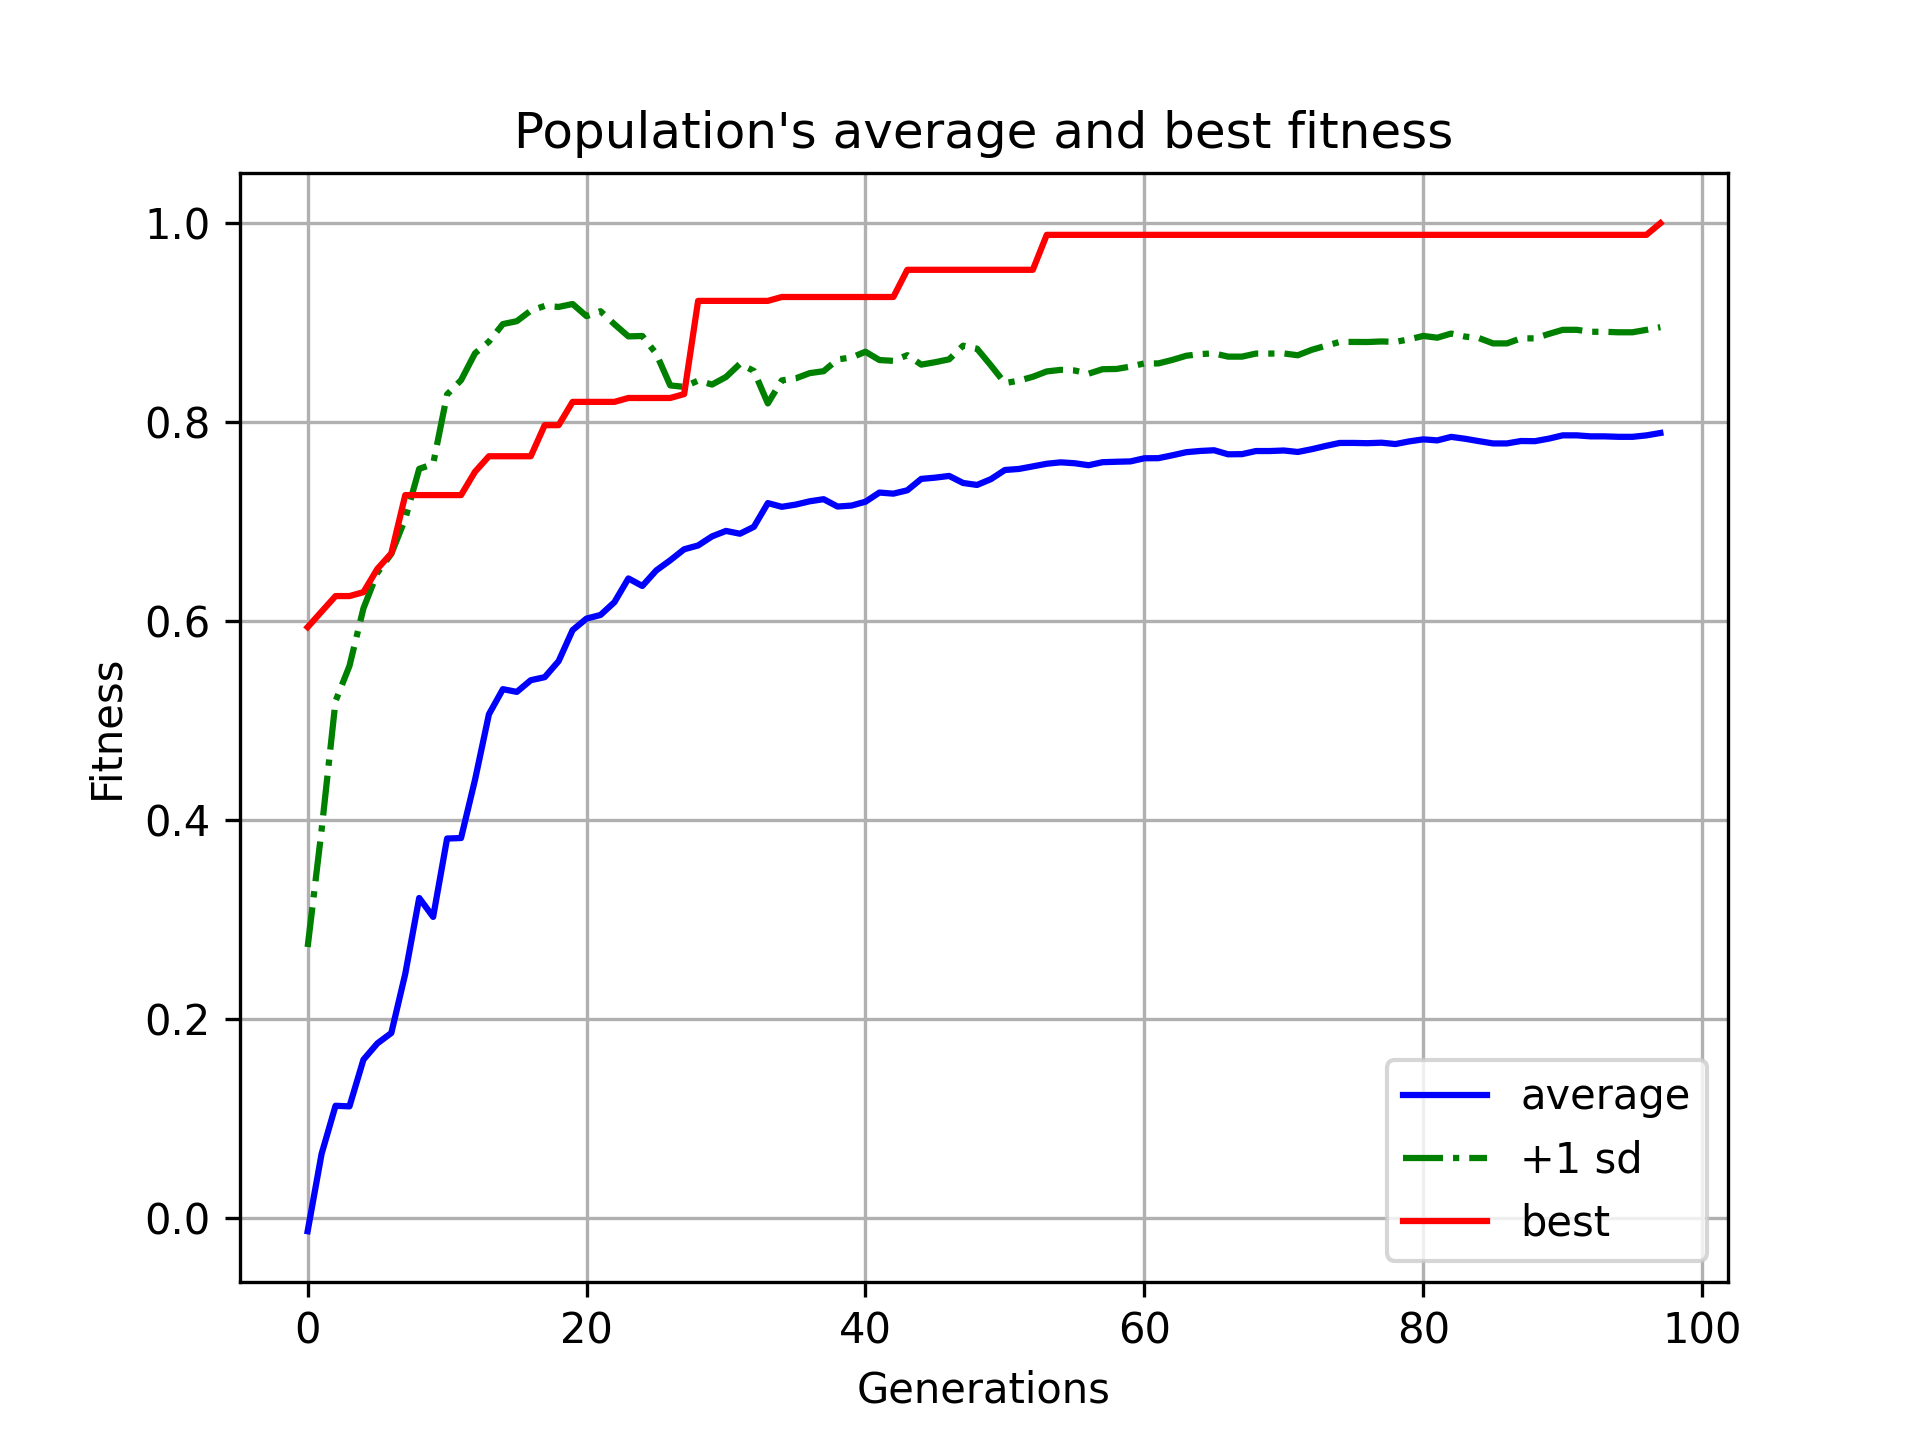 Population's average and best fitness
1.0
0.8
0.6
0.4
0.2
0.0
Fitness
0 20 40 60 80 100
Generations
average
+1 sd
best